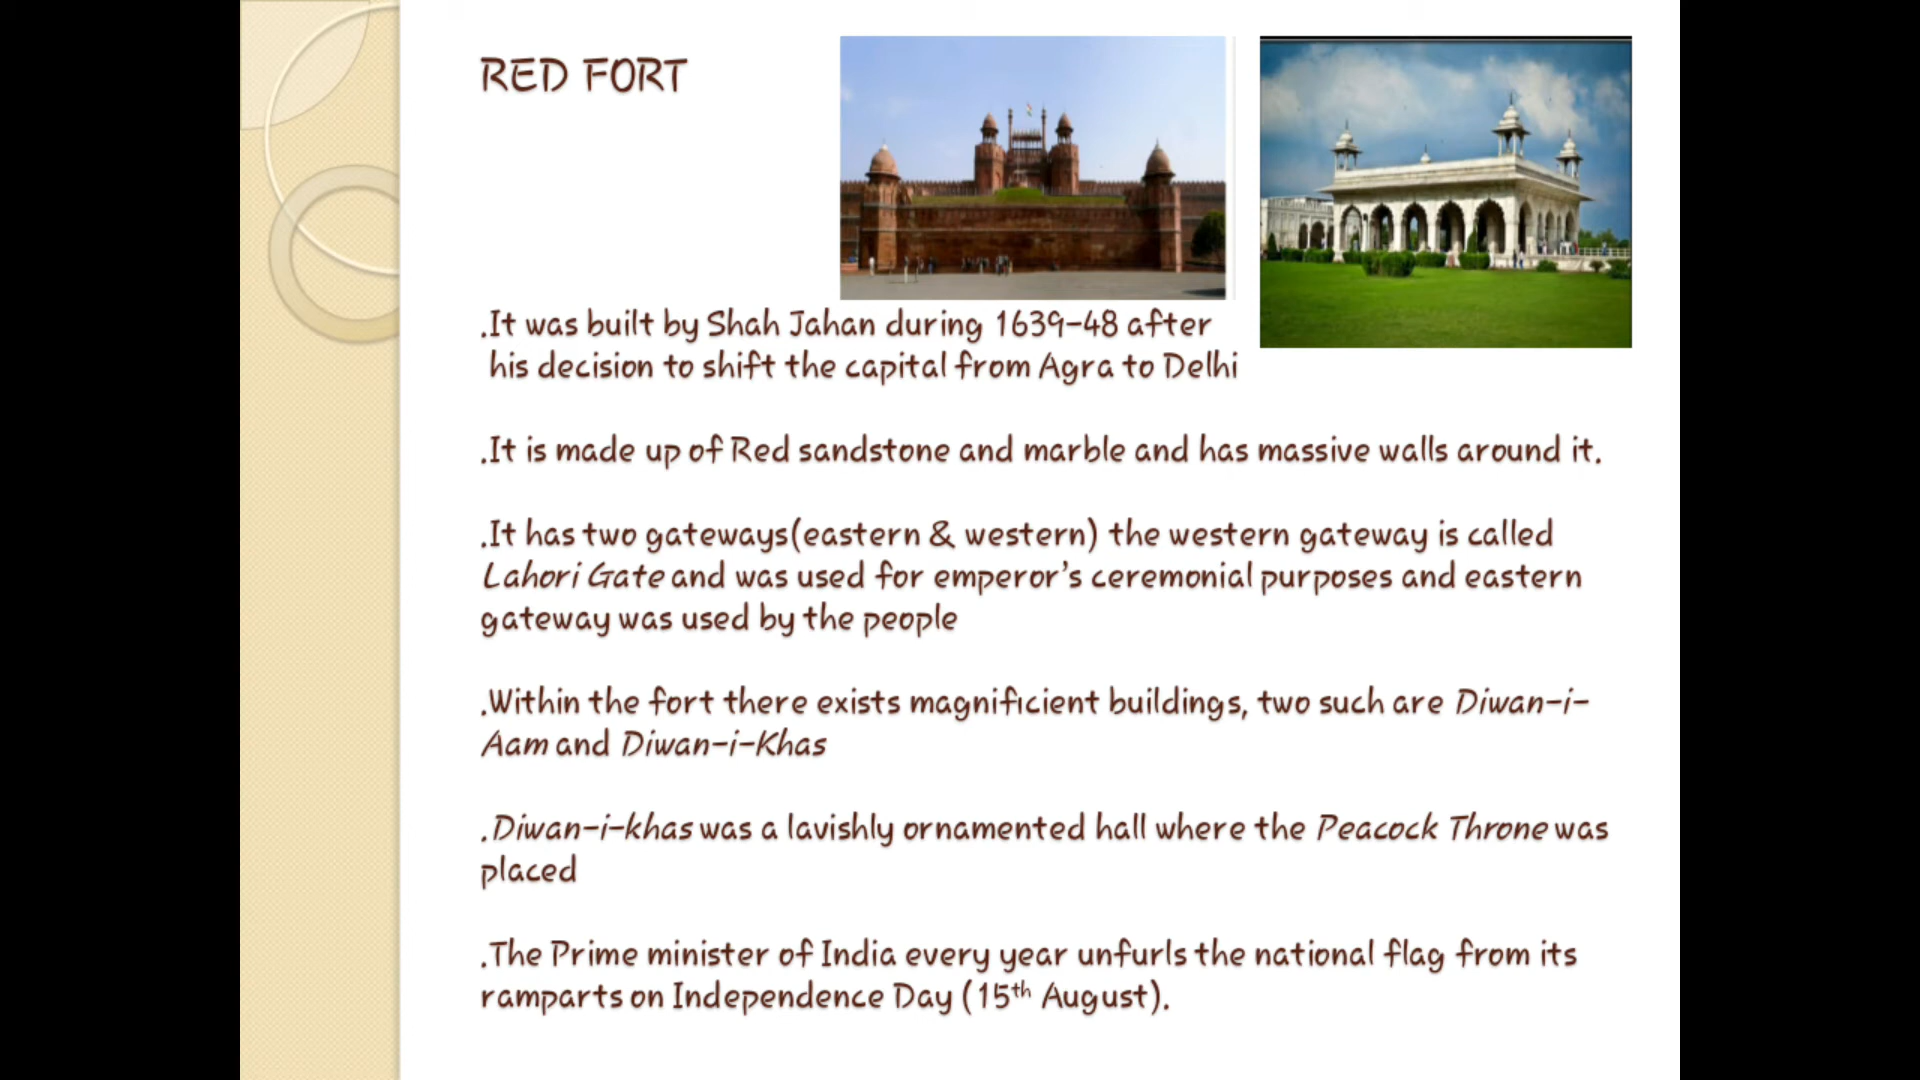 RED FORT
.It was built by Shah Jahan during 1639-48 after
his decision to shift the capital from Agra to Delhi
.It is made up of Red sandstone and marble and has massive walls around it.
.It has two gateways(eastern & western) the western gateway is called
Lahori Gate and was used for emperor's ceremonial purposes and eastern
gateway was used by the people
.Within the fort there exists magnificient buildings, two such are Diwan-i-
Aam and Diwan-i-Khas
.Diwan-i-khas was a lavishly ornamented hall where the Peacock Throne was
placed
.The Prime minister of India every year unfurls the national flag from its
ramparts on Independence Day (15th August).